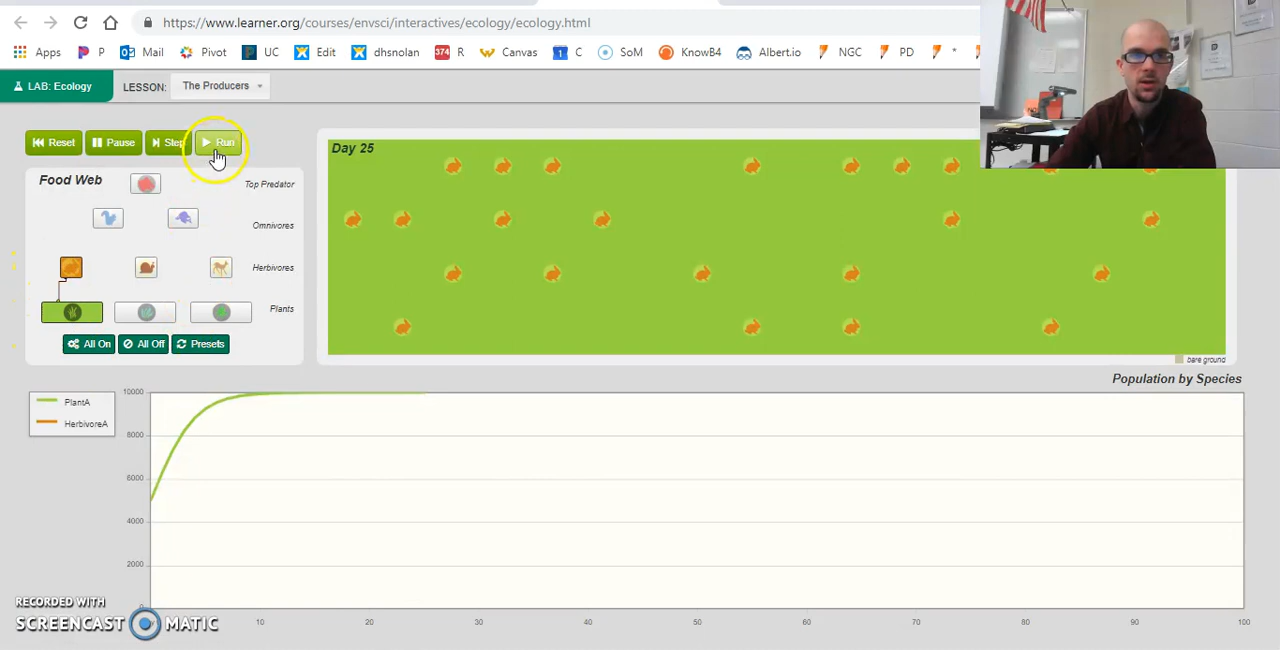 https://www.learner.org/courses/envsci/interactives/ecology/ecology.html
Apps P Mail Pivot UC Edit dhsnolan 374 R Canvas 1 C SoM KnowB4 Albert.io NGC PD *
LAB: Ecology LESSON: The Producers
Reset Pause Step Run
Day 25
Food Web
Top Predator
Omnivores
Herbivores
Plants
All On All Off Presets
bare ground
Population by Species
PlantA
HerbivoreA
10000
8000
6000
4000
2000
10 20 30 40 50 60 70 80 90 100
RECORDED WITH
SCREENCAST MATIC